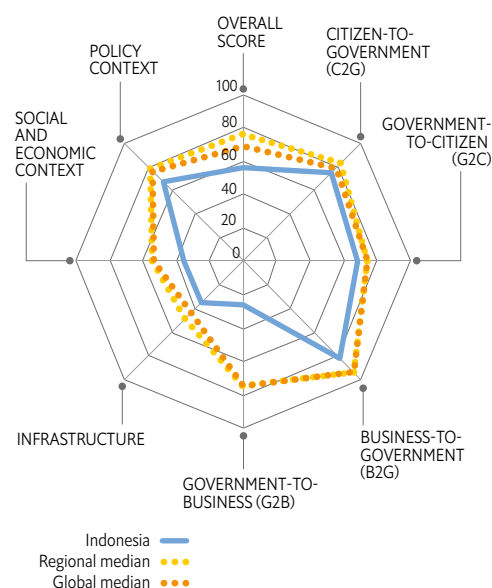 OVERALL
SCORE
CITIZEN-TO-
GOVERNMENT
(C2G)
POLICY
CONTEXT
100
SOCIAL
AND
ECONOMIC
CONTEXT
GOVERNMENT-
TO-CITIZEN
(G2C)
80
60
40
20
0
INFRASTRUCTURE
BUSINESS-TO-
GOVERNMENT
(B2G)
GOVERNMENT-TO-
BUSINESS (G2B)
Indonesia
Regional median
Global median